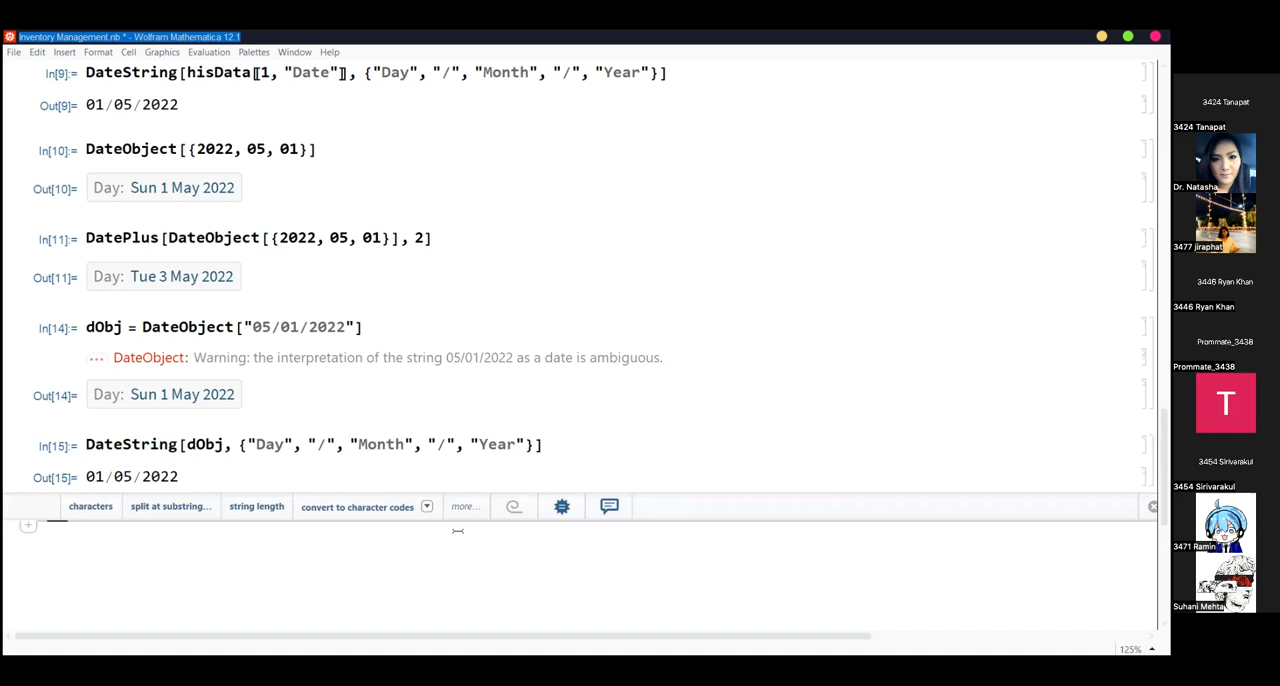 Inventory Management.nb * - Wolfram Mathematica 12.1
File Edit Insert Format Cell Graphics Evaluation Palettes Window Help
In[9]:= DateString[hisData[[1, "Date"]], {"Day", "/", "Month", "/", "Year"}]
Out[9]= 01/05/2022
In[10]:= DateObject[{2022, 05, 01}]
Out[10]= Day: Sun 1 May 2022
In[11]:= DatePlus[DateObject[{2022, 05, 01}], 2]
Out[11]= Day: Tue 3 May 2022
In[14]:= dObj = DateObject["05/01/2022"]
... DateObject: Warning: the interpretation of the string 05/01/2022 as a date is ambiguous.
Out[14]= Day: Sun 1 May 2022
In[15]:= DateString[dObj, {"Day", "/", "Month", "/", "Year"}]
Out[15]= 01/05/2022
characters split at substring... string length convert to character codes more...
125%
3424 Tanapat
3424 Tanapat
Dr. Natasha
3477 jiraphat
3446 Ryan Khan
3446 Ryan Khan
Prommate_3438
Prommate_3438
T
3454 Sirivarakul
3454 Sirivarakul
3471 Ramin
Suhani Mehta